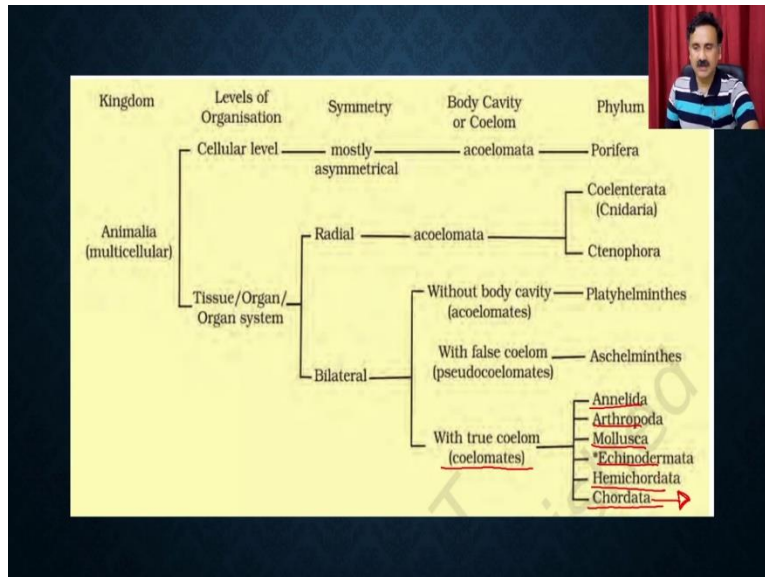 Kingdom
Levels of
Organisation
Symmetry
Body Cavity
or Coelom
Phylum
Cellular level
mostly
asymmetrical
acoelomata
Porifera
Animalia
(multicellular)
Coelenterata
(Cnidaria)
Radial
acoelomata
Ctenophora
Tissue/Organ/
Organ system
Without body cavity
(acoelomates)
Platyhelminthes
With false coelom
(pseudocoelomates)
Aschelminthes
Bilateral
With true coelom
(coelomates)
Annelida
Arthropoda
Mollusca
*Echinodermata
Hemichordata
Chordata